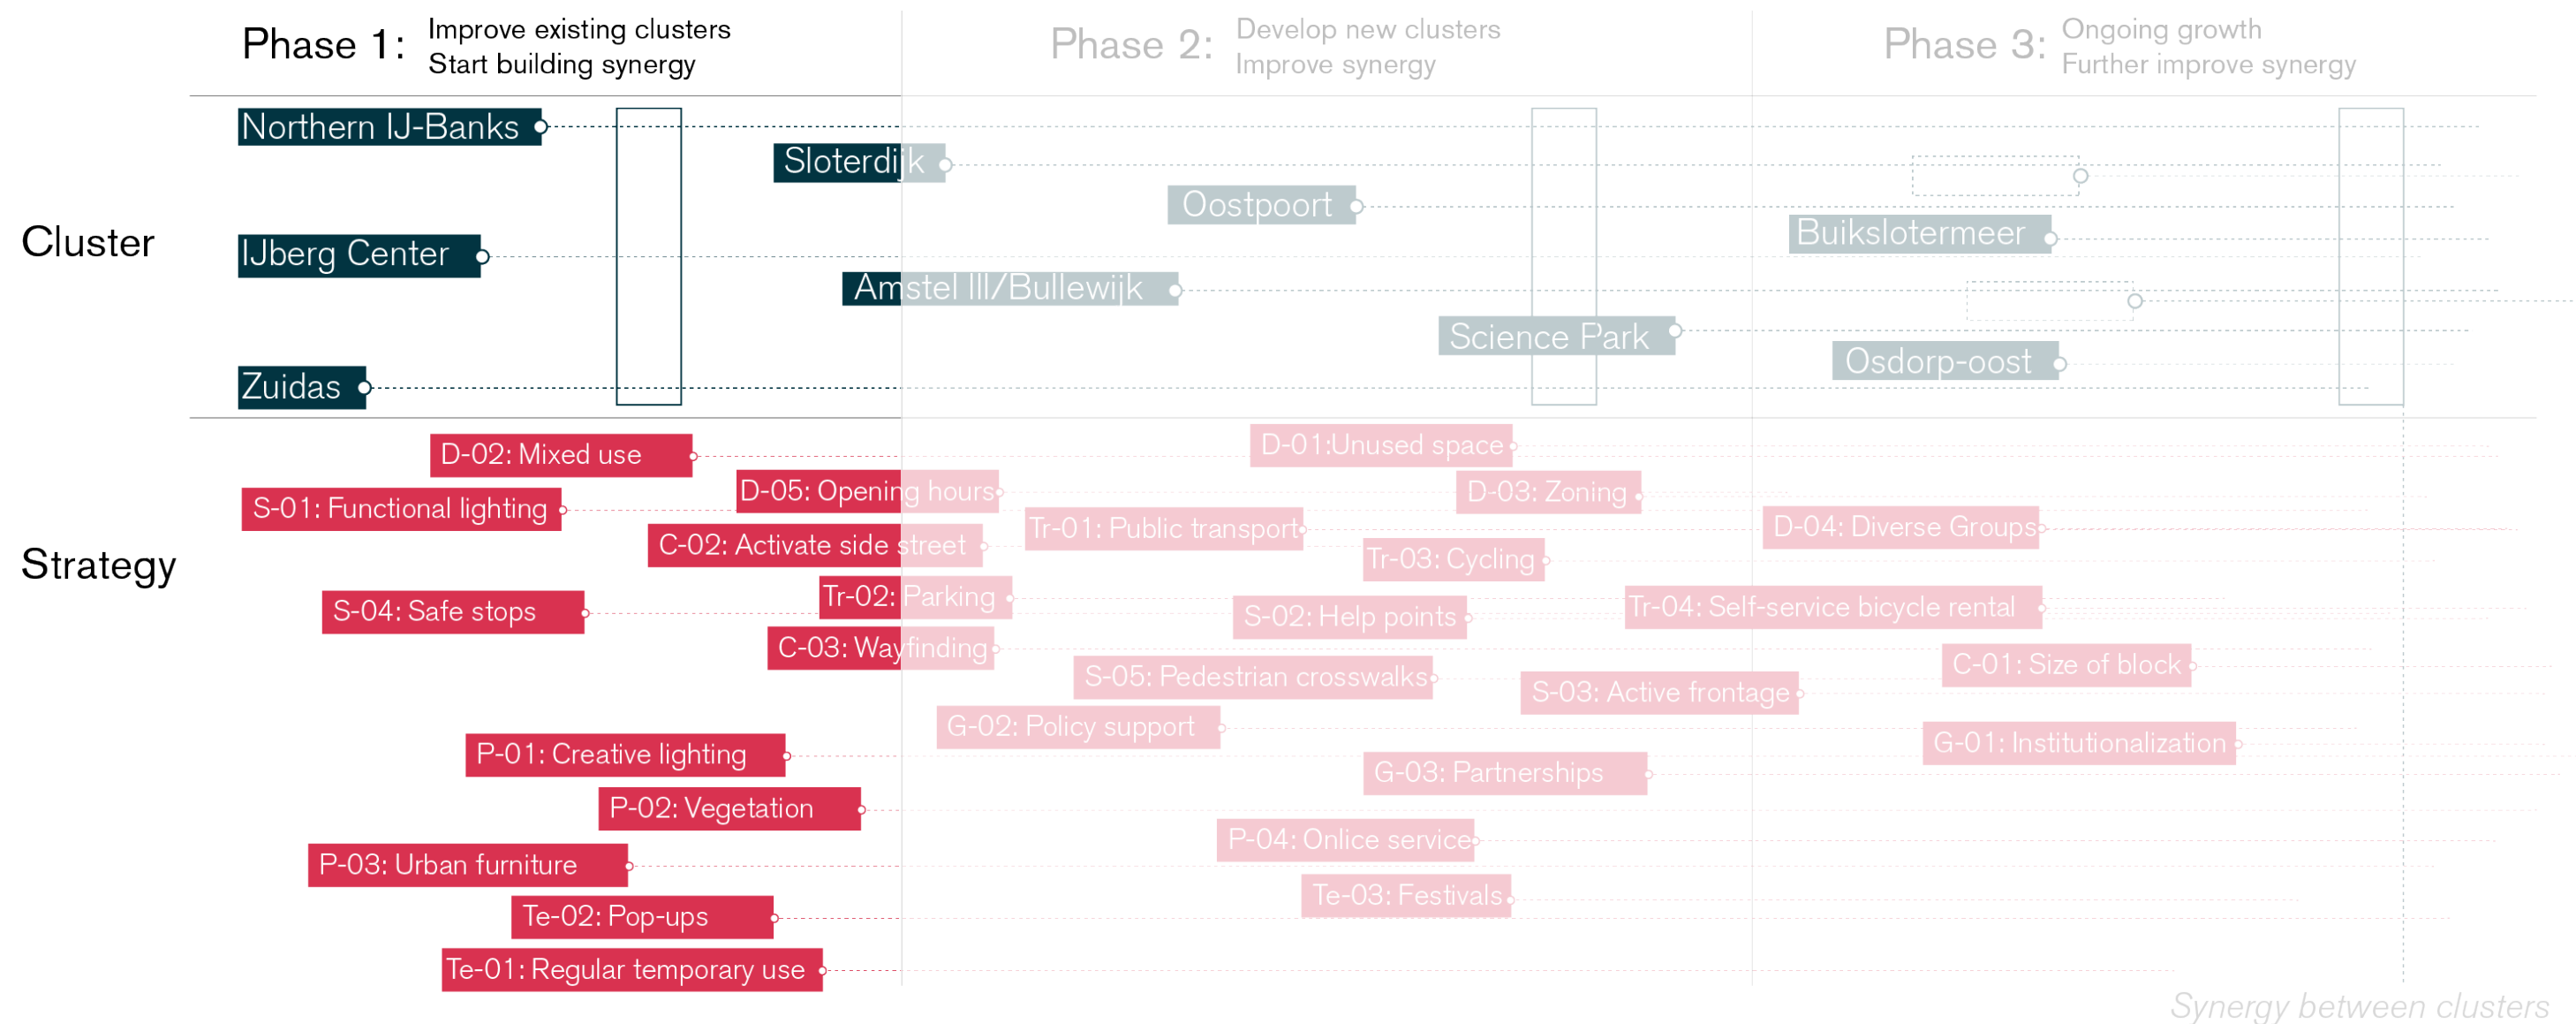 Phase 1:
Improve existing clusters
Start building synergy
Phase 2:
Develop new clusters
Improve synergy
Phase 3:
Ongoing growth
Further improve synergy
Cluster
Northern IJ-Banks
Sloterdijk
Oostpoort
Buikslotermeer
IJberg Center
Amstel III/Bullewijk
Science Park
Osdorp-oost
Zuidas
Strategy
D-02: Mixed use
D-01:Unused space
D-05: Opening hours
D-03: Zoning
S-01: Functional lighting
Tr-01: Public transport
D-04: Diverse Groups
C-02: Activate side street
Tr-03: Cycling
Tr-02: Parking
S-04: Safe stops
S-02: Help points
Tr-04: Self-service bicycle rental
C-03: Wayfinding
C-01: Size of block
S-05: Pedestrian crosswalks
S-03: Active frontage
G-02: Policy support
G-01: Institutionalization
P-01: Creative lighting
G-03: Partnerships
P-02: Vegetation
P-04: Onlice service
P-03: Urban furniture
Te-03: Festivals
Te-02: Pop-ups
Te-01: Regular temporary use
Synergy between clusters